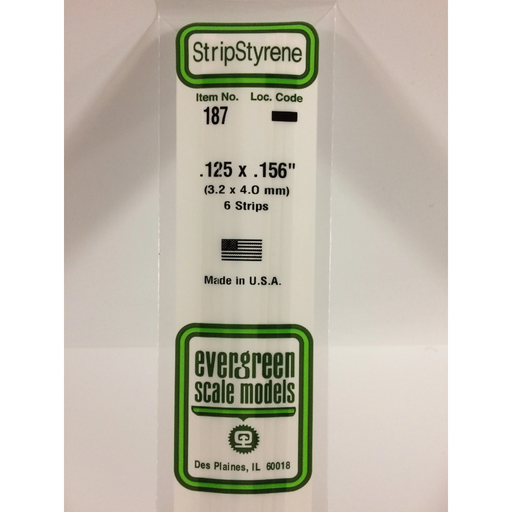 StripStyrene
Item No. Loc. Code
187
.125 x .156"
(3.2 x 4.0 mm)
6 Strips
Made in U.S.A.
evergreen
scale models
Des Plaines, IL 60018